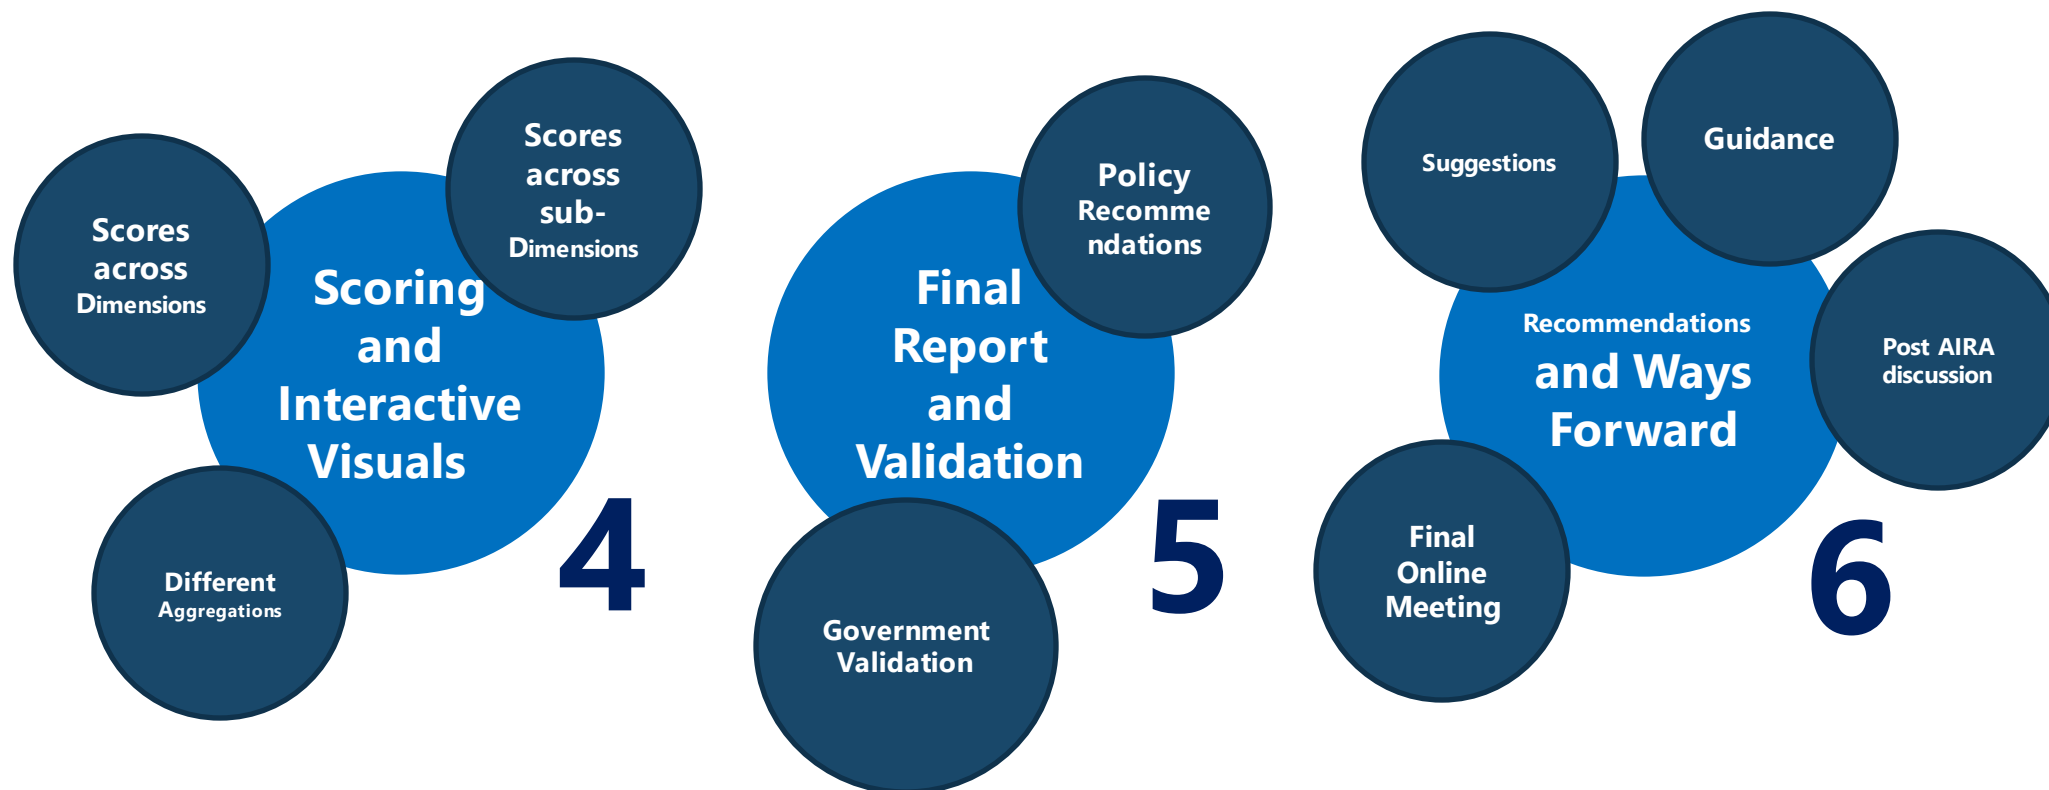 Scores
across
Dimensions
Scores
across
sub-
Dimensions
Scoring
and
Interactive
Visuals
Different
Aggregations
4
Policy
Recomme
ndations
Final
Report
and
Validation
Government
Validation
5
Suggestions
Guidance
Recommendations
and Ways
Forward
Post AIRA
discussion
Final
Online
Meeting
6